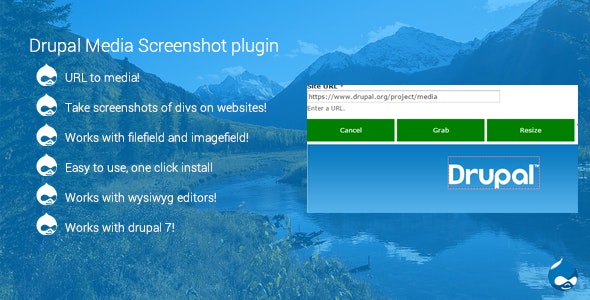 Drupal Media Screenshot plugin
URL to media!
Take screenshots of divs on websites!
Works with filefield and imagefield!
Easy to use, one click install
Works with wysiwyg editors!
Works with drupal 7!
Site URL *
https://www.drupal.org/project/media
Enter a URL.
Cancel Grab Resize
Drupal™